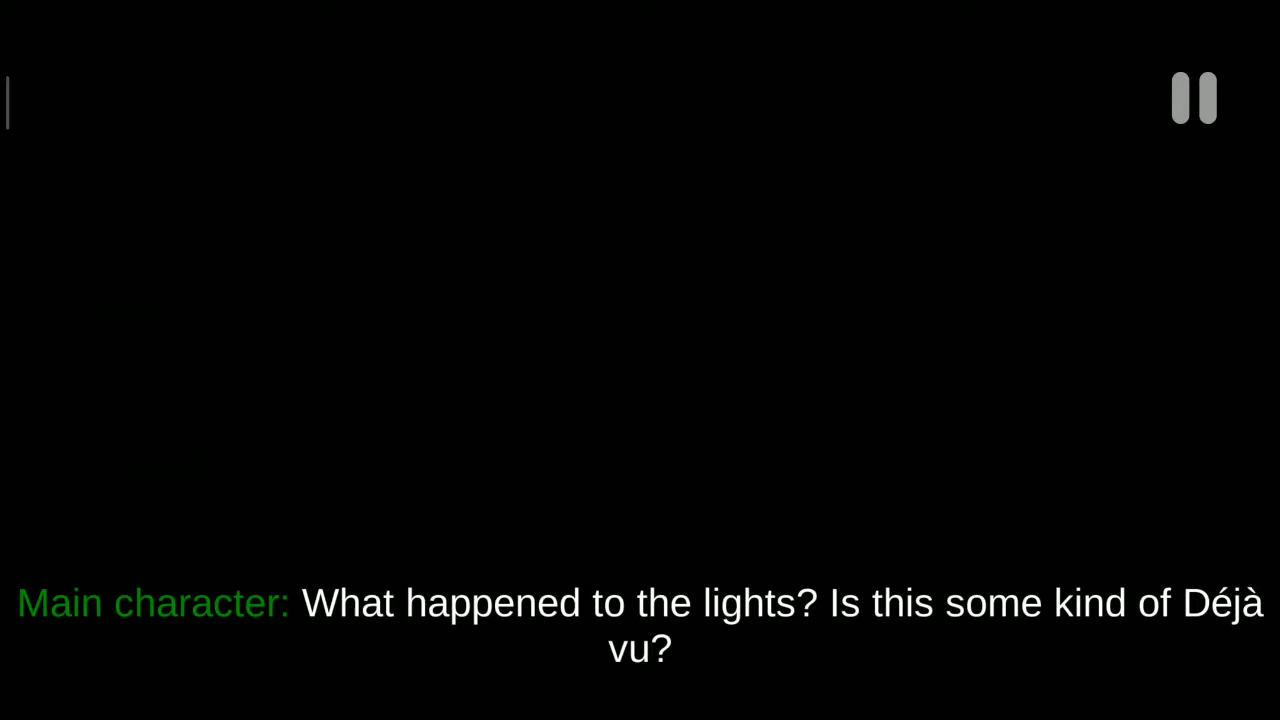 Main character: What happened to the lights? Is this some kind of Déjà
vu?